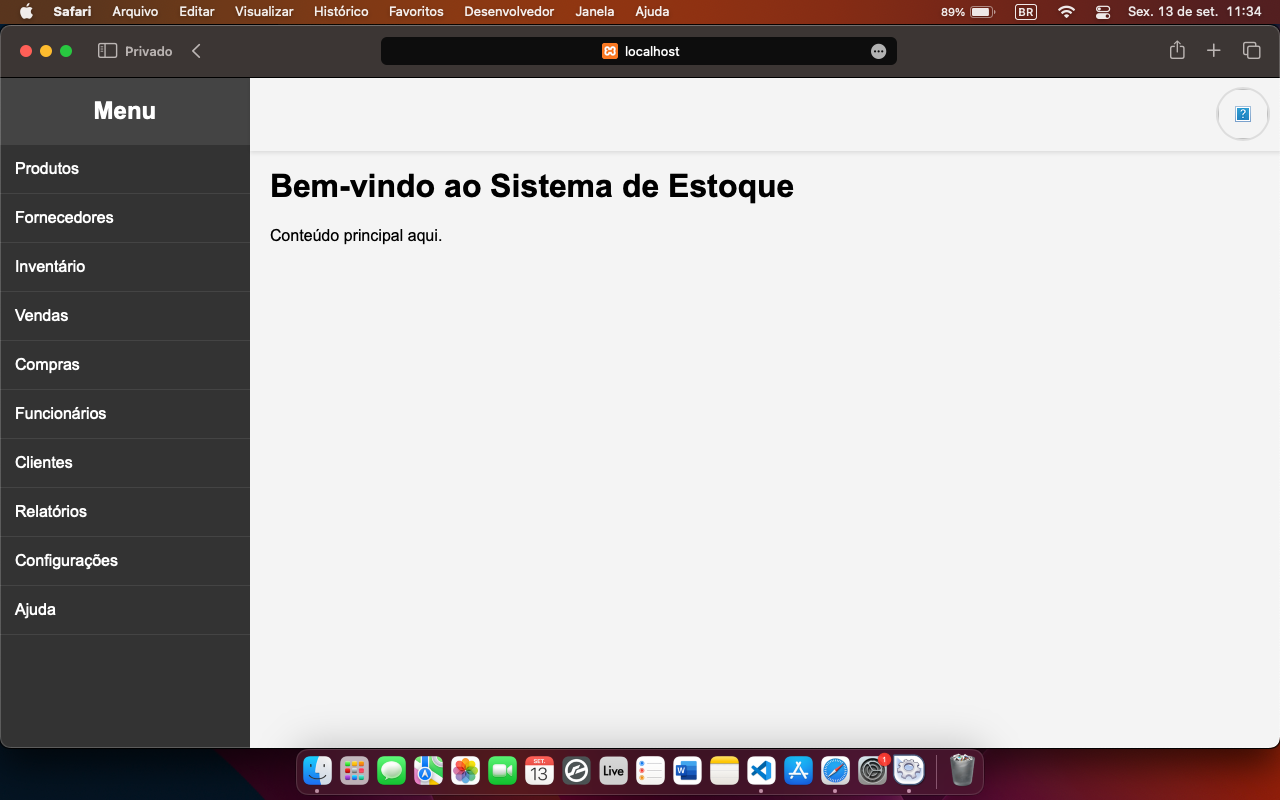 Safari Arquivo Editar Visualizar Histórico Favoritos Desenvolvedor Janela Ajuda 89% BR Sex. 13 de set. 11:34
Privado localhost
Menu
Produtos
Fornecedores
Inventário
Vendas
Compras
Funcionários
Clientes
Relatórios
Configurações
Ajuda
?
Bem-vindo ao Sistema de Estoque
Conteúdo principal aqui.
SET.
13
Live
W
1